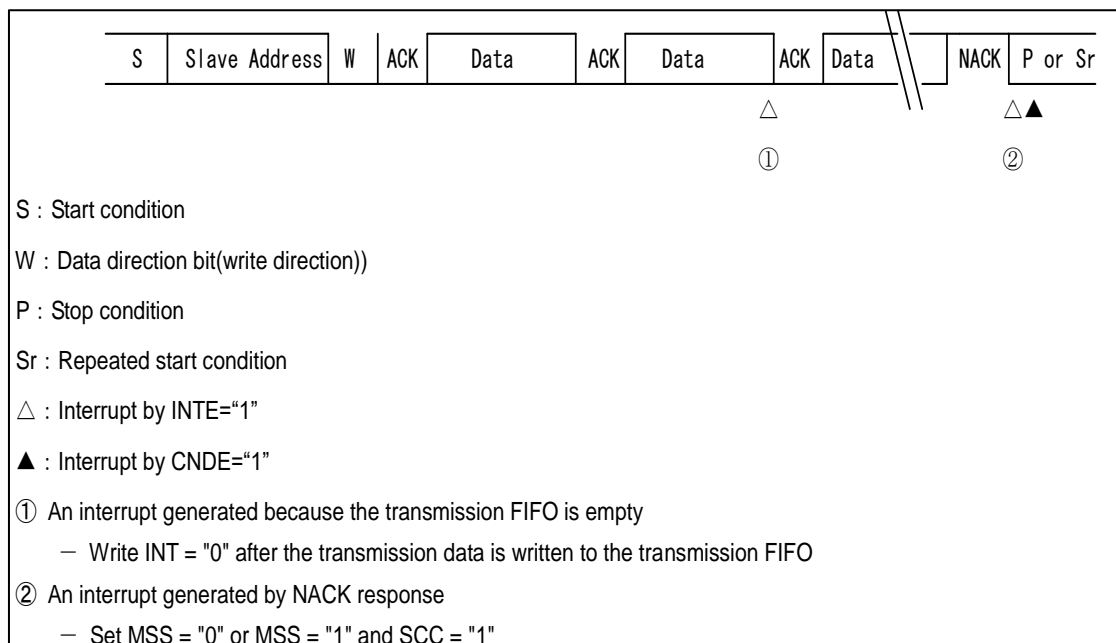 S Slave Address W ACK Data ACK Data ACK Data NACK P or Sr
△ △▲
① ②
S : Start condition
W : Data direction bit(write direction))
P : Stop condition
Sr : Repeated start condition
△ : Interrupt by INTE=“1”
▲ : Interrupt by CNDE=“1”
① An interrupt generated because the transmission FIFO is empty
– Write INT = "0" after the transmission data is written to the transmission FIFO
② An interrupt generated by NACK response
– Set MSS = "0" or MSS = "1" and SCC = "1"